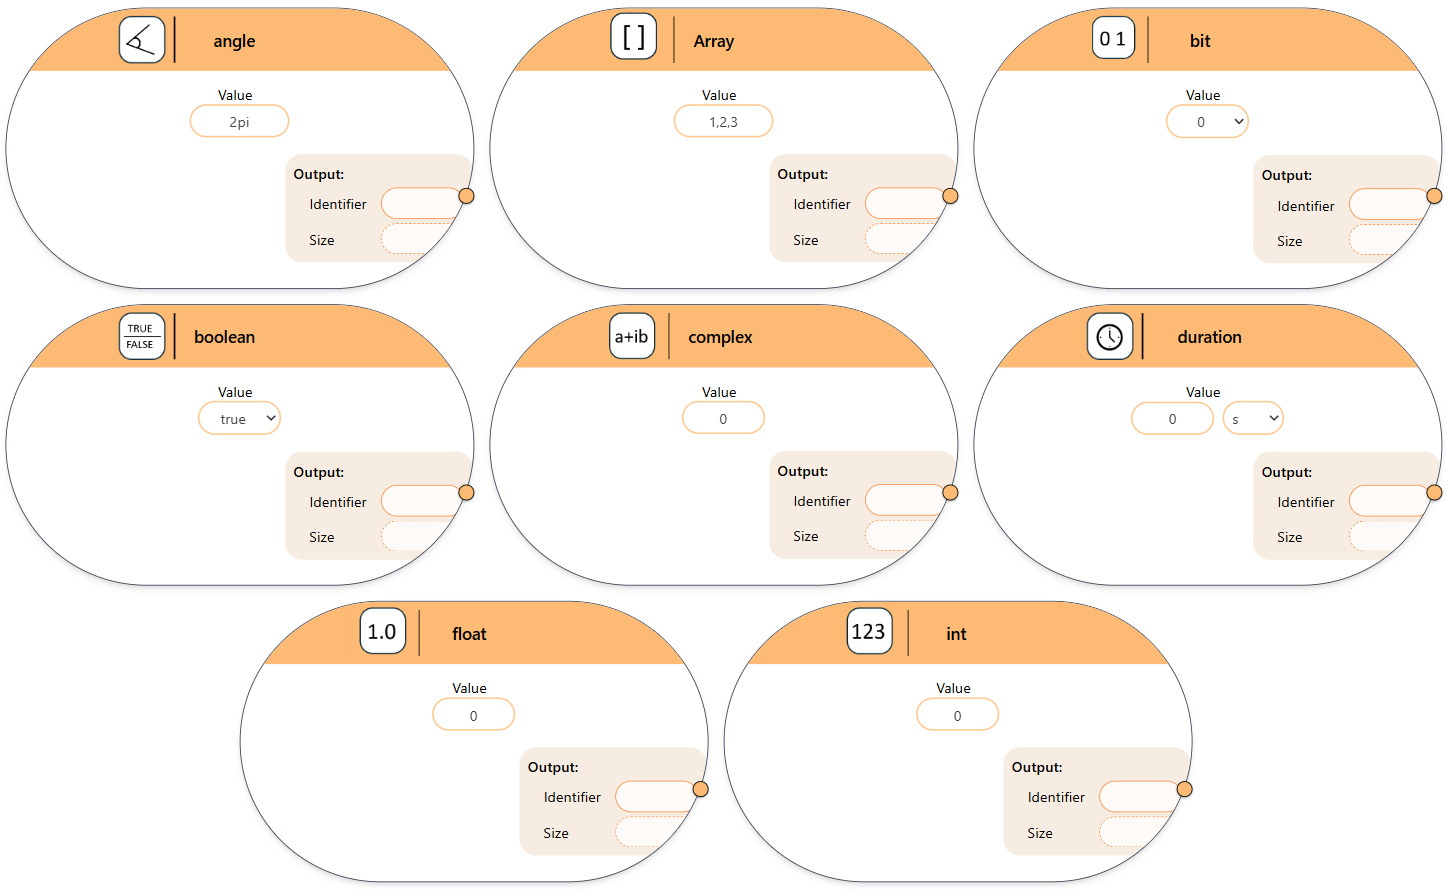 angle
Value
2pi
Output:
Identifier
Size
[ ]
Array
Value
1,2,3
Output:
Identifier
Size
0 1
bit
Value
0
Output:
Identifier
Size
TRUE
FALSE
boolean
Value
true
Output:
Identifier
Size
a+ib
complex
Value
0
Output:
Identifier
Size
duration
Value
0 s
Output:
Identifier
Size
1.0
float
Value
0
Output:
Identifier
Size
123
int
Value
0
Output:
Identifier
Size